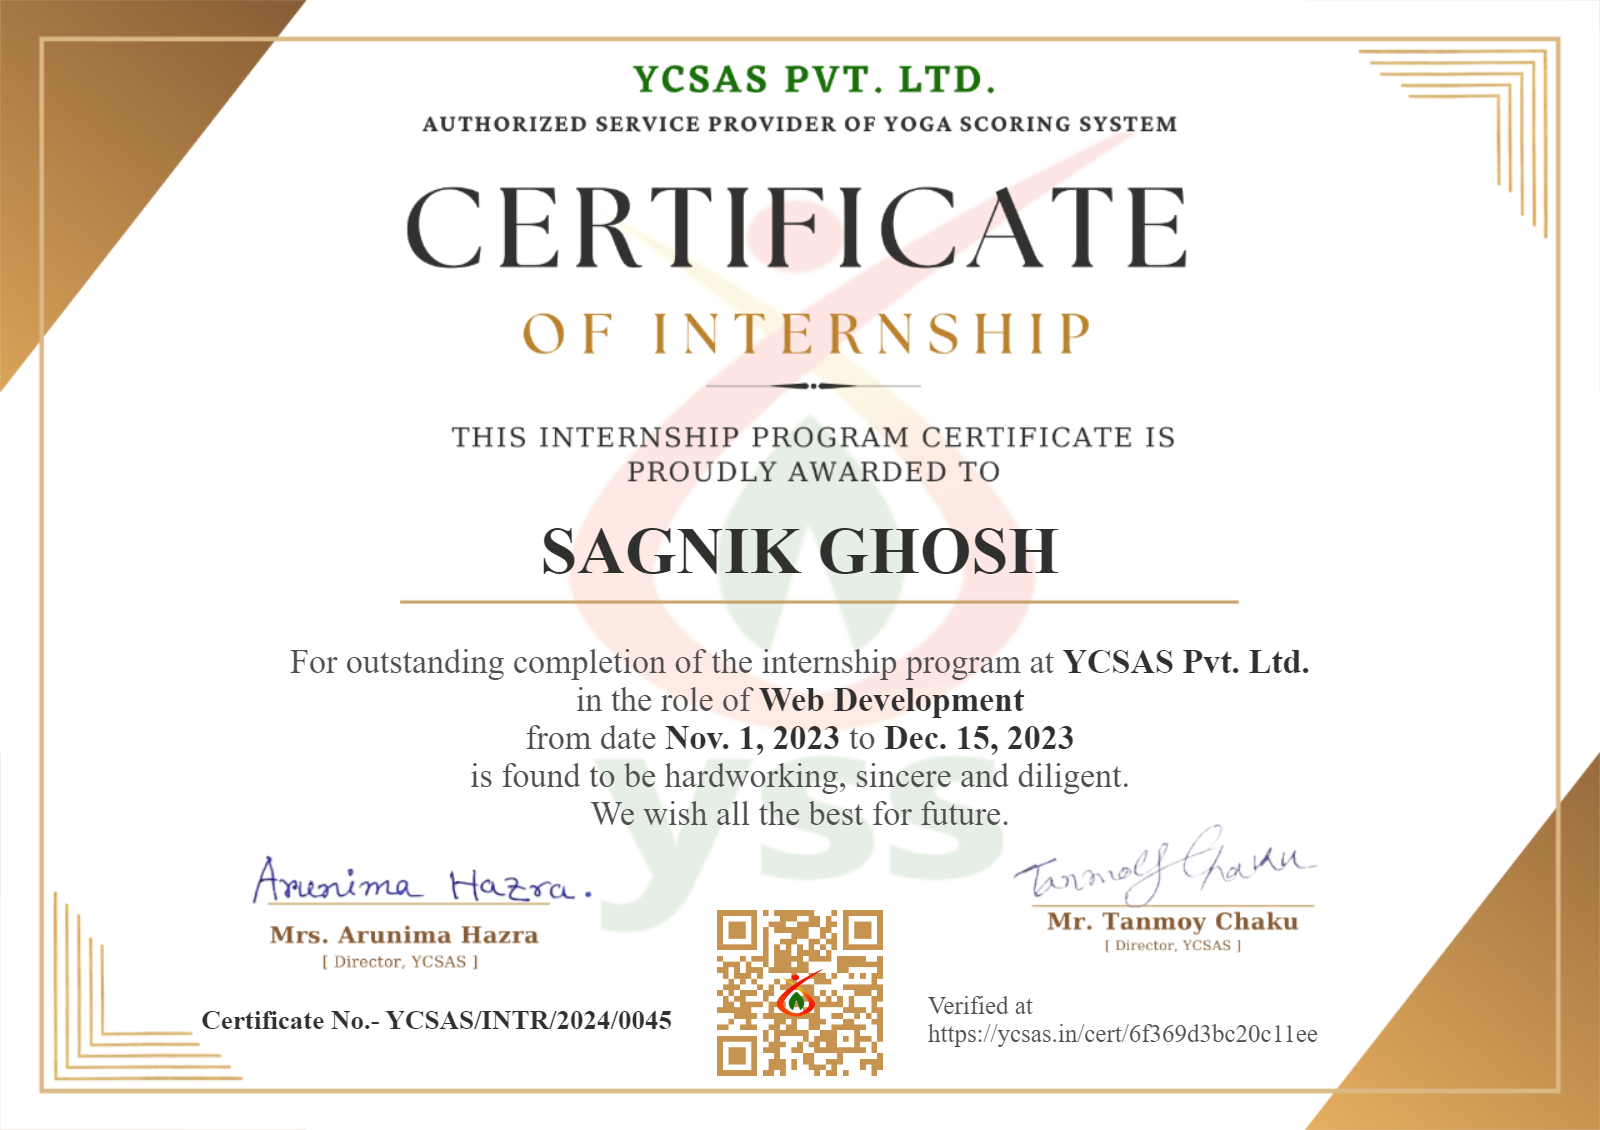 YCSAS PVT. LTD.
AUTHORIZED SERVICE PROVIDER OF YOGA SCORING SYSTEM
CERTIFICATE
OF INTERNSHIP
THIS INTERNSHIP PROGRAM CERTIFICATE IS
PROUDLY AWARDED TO
SAGNIK GHOSH
For outstanding completion of the internship program at YCSAS Pvt. Ltd.
in the role of Web Development
from date Nov. 1, 2023 to Dec. 15, 2023
is found to be hardworking, sincere and diligent.
We wish all the best for future.
yss
Arunima Hazra.
Mrs. Arunima Hazra
[ Director, YCSAS ]
Tanmoy Chaku
Mr. Tanmoy Chaku
[ Director, YCSAS ]
Certificate No.- YCSAS/INTR/2024/0045
Verified at
https://ycsas.in/cert/6f369d3bc20c11ee